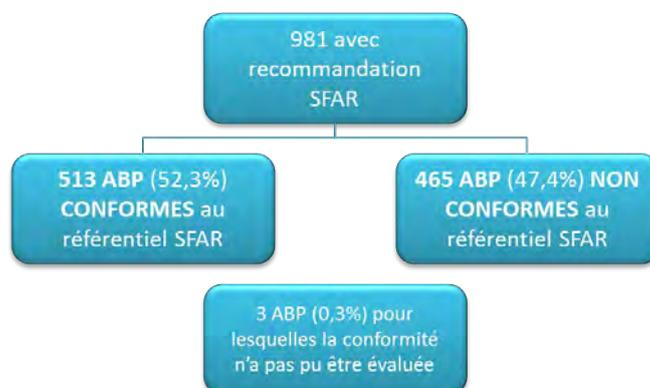 981 avec
recommandation
SFAR
513 ABP (52,3%)
CONFORMES au
référentiel SFAR
465 ABP (47,4%) NON
CONFORMES au
référentiel SFAR
3 ABP (0,3%) pour
lesquelles la conformité
n'a pas pu être évaluée